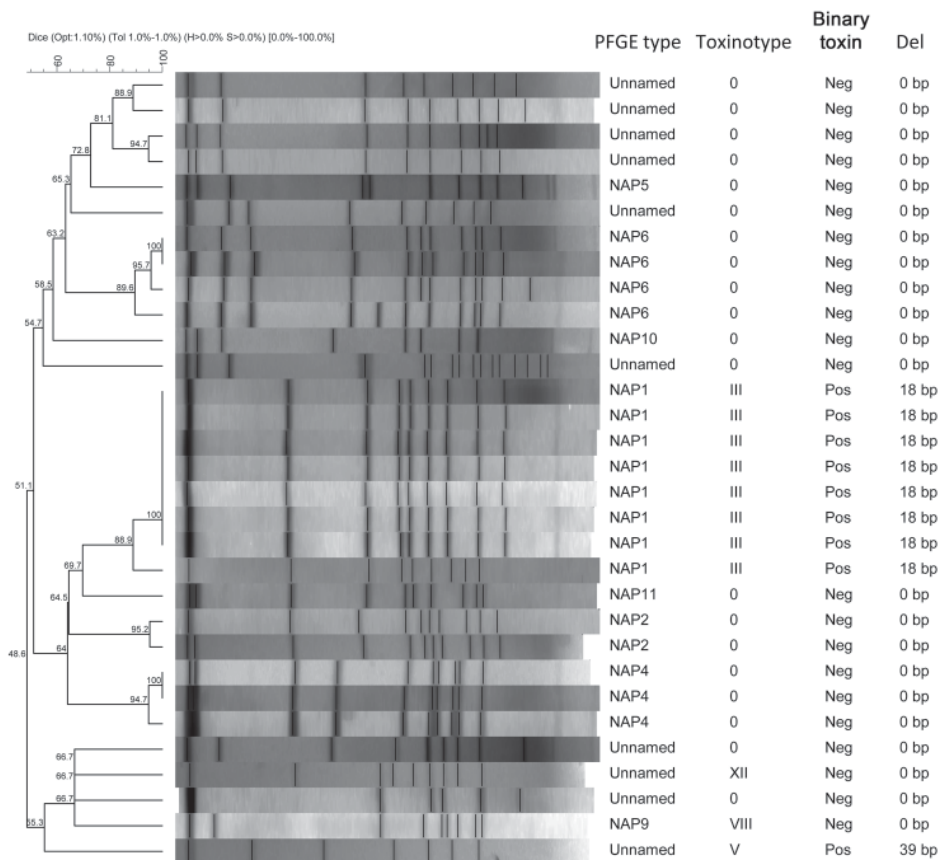 Dice (Opt:1.10%) (Tol 1.0%-1.0%) (H>0.0% S>0.0%) [0.0%-100.0%]
PFGE type Toxinotype Binary toxin Del
60 80 100
Unnamed 0 Neg 0 bp
88.9
Unnamed 0 Neg 0 bp
81.1
Unnamed 0 Neg 0 bp
94.7
72.8 Unnamed 0 Neg 0 bp
65.3 NAP5 0 Neg 0 bp
Unnamed 0 Neg 0 bp
63.2 100 NAP6 0 Neg 0 bp
95.7 NAP6 0 Neg 0 bp
58.5 89.6 NAP6 0 Neg 0 bp
54.7 NAP6 0 Neg 0 bp
NAP10 0 Neg 0 bp
Unnamed 0 Neg 0 bp
NAP1 III Pos 18 bp
NAP1 III Pos 18 bp
NAP1 III Pos 18 bp
NAP1 III Pos 18 bp
51.1 NAP1 III Pos 18 bp
100 NAP1 III Pos 18 bp
88.9 NAP1 III Pos 18 bp
69.7 NAP1 III Pos 18 bp
64.5 NAP11 0 Neg 0 bp
95.2 NAP2 0 Neg 0 bp
48.6 64 NAP2 0 Neg 0 bp
100 NAP4 0 Neg 0 bp
94.7 NAP4 0 Neg 0 bp
NAP4 0 Neg 0 bp
66.7 Unnamed 0 Neg 0 bp
66.7 Unnamed XII Neg 0 bp
66.7 Unnamed 0 Neg 0 bp
55.3 NAP9 VIII Neg 0 bp
Unnamed V Pos 39 bp